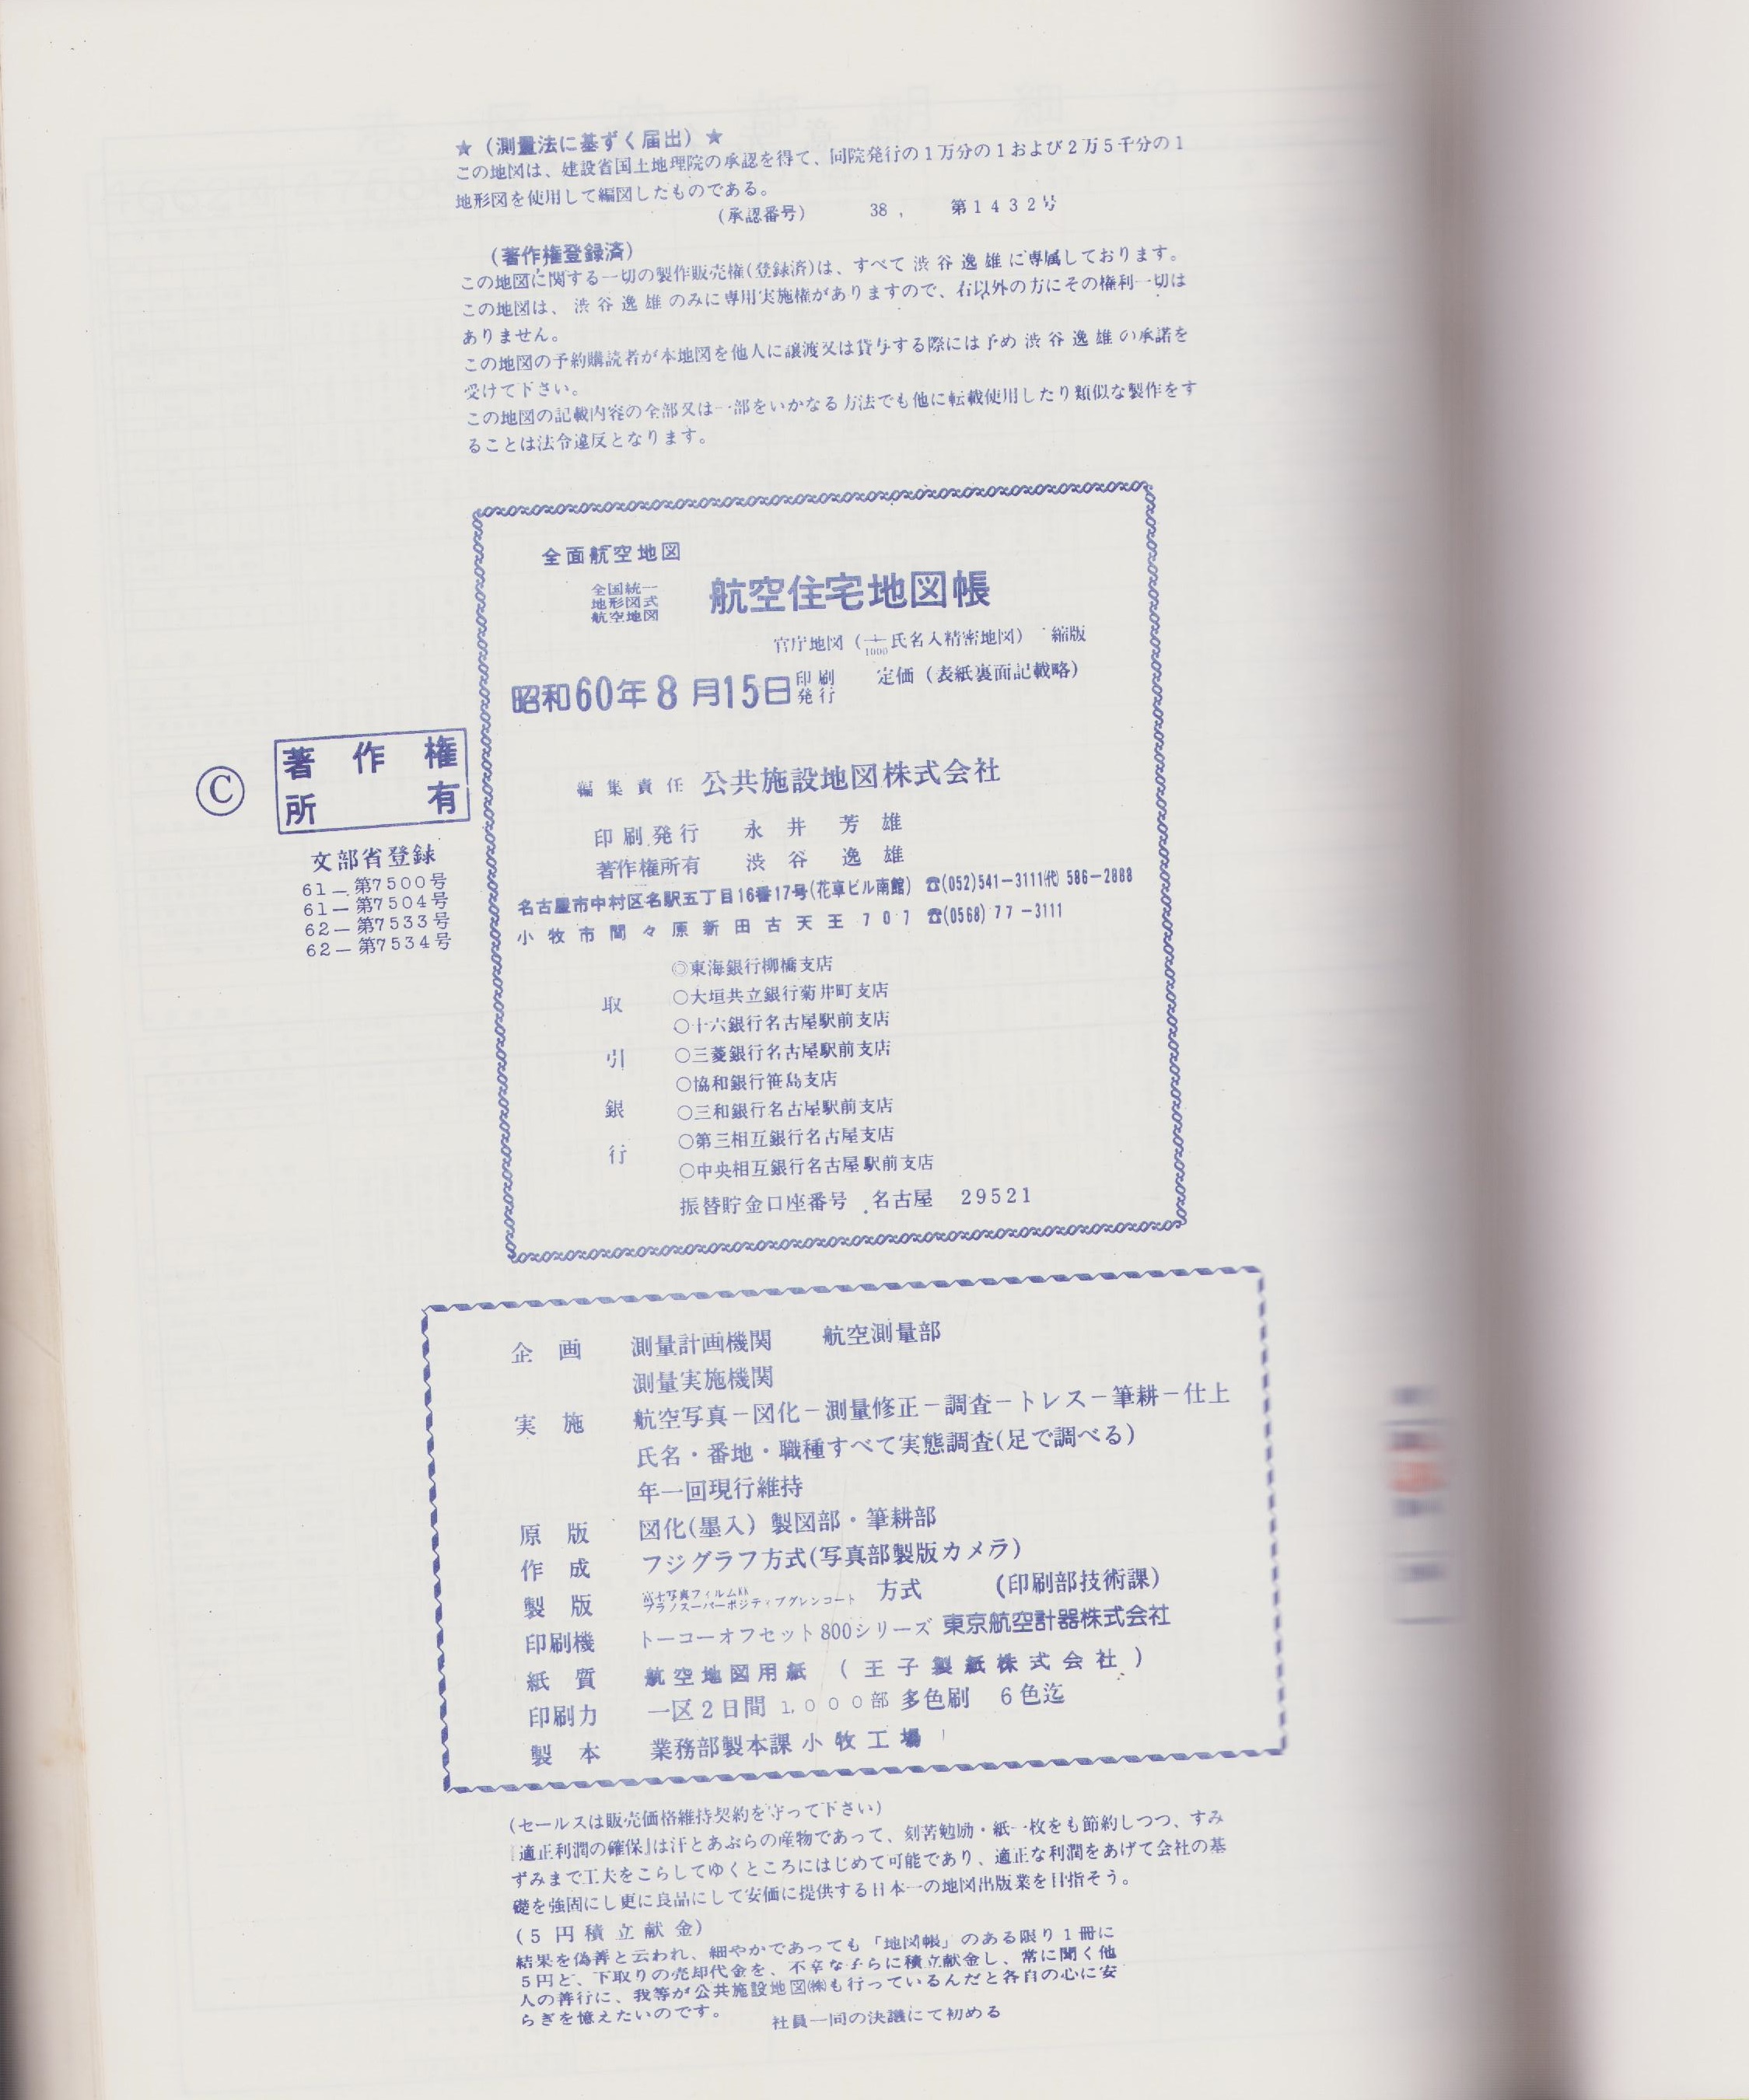 ★（測量法に基ずく届出）★
この地図は、建設省国土地理院の承認を得て、同院発行の1万分の1および2万5千分の1
地形図を使用して編図したものである。
（承認番号）　38，　第1432号
（著作権登録済）
この地図に関する一切の製作販売権(登録済)は、すべて 渋谷逸雄に専属しております。
この地図は、渋谷逸雄のみに専用実施権がありますので、右以外の方にその権利一切は
ありません。
この地図の予約購読者が本地図を他人に譲渡又は貸与する際には予め 渋谷逸雄の承諾を
受けて下さい。
この地図の記載内容の全部又は一部をいかなる方法でも他に転載使用したり類似な製作をす
ることは法令違反となります。
全面航空地図
全国統一
地形図式
航空地図
航空住宅地図帳
官庁地図（1/1000氏名入精密地図）縮版
昭和60年8月15日 印刷 発行　定価（表紙裏面記載略）
Ⓒ
著作権
所有
文部省登録
61―第7500号
61―第7504号
62―第7533号
62―第7534号
編集責任 公共施設地図株式会社
印刷発行　永井芳雄
著作権所有　渋谷逸雄
名古屋市中村区名駅五丁目16番17号(花車ビル南館) ☎(052)541-3111(代) 586-2888
小牧市間々原新田古天王707 ☎(0568)77-3111
取引銀行
◎東海銀行柳橋支店
○大垣共立銀行菊井町支店
○十六銀行名古屋駅前支店
○三菱銀行名古屋駅前支店
○協和銀行笹島支店
○三和銀行名古屋駅前支店
○第三相互銀行名古屋支店
○中央相互銀行名古屋駅前支店
振替貯金口座番号　名古屋　29521
企画　測量計画機関　航空測量部
測量実施機関
実施　航空写真－図化－測量修正－調査－トレス－筆耕－仕上
氏名・番地・職種すべて実態調査(足で調べる)
年一回現行維持
原版　図化(墨入) 製図部・筆耕部
作成　フジグラフ方式(写真部製版カメラ)
製版　富士写真フィルムKK プラノスーパーポジティブグレンコート 方式　(印刷部技術課)
印刷機　トーコーオフセット800シリーズ 東京航空計器株式会社
紙質　航空地図用紙（王子製紙株式会社）
印刷力　一区2日間 1,000部 多色刷　6色迄
製本　業務部製本課小牧工場
(セールスは販売価格維持契約を守って下さい)
『適正利潤の確保』は汗とあぶらの産物であって、刻苦勉励・紙一枚をも節約しつつ、すみ
ずみまで工夫をこらしてゆくところにはじめて可能であり、適正な利潤をあげて会社の基
礎を強固にし更に良品にして安価に提供する日本一の地図出版業を目指そう。
(5円積立献金)
結果を偽善と云われ、細やかであっても「地図帳」のある限り1冊に
5円ど、下取りの売却代金を、不幸な子らに積立献金し、常に聞く他
人の善行に、我等が公共施設地図㈱も行っているんだと各自の心に安
らぎを憶えたいのです。
社員一同の決議にて初める